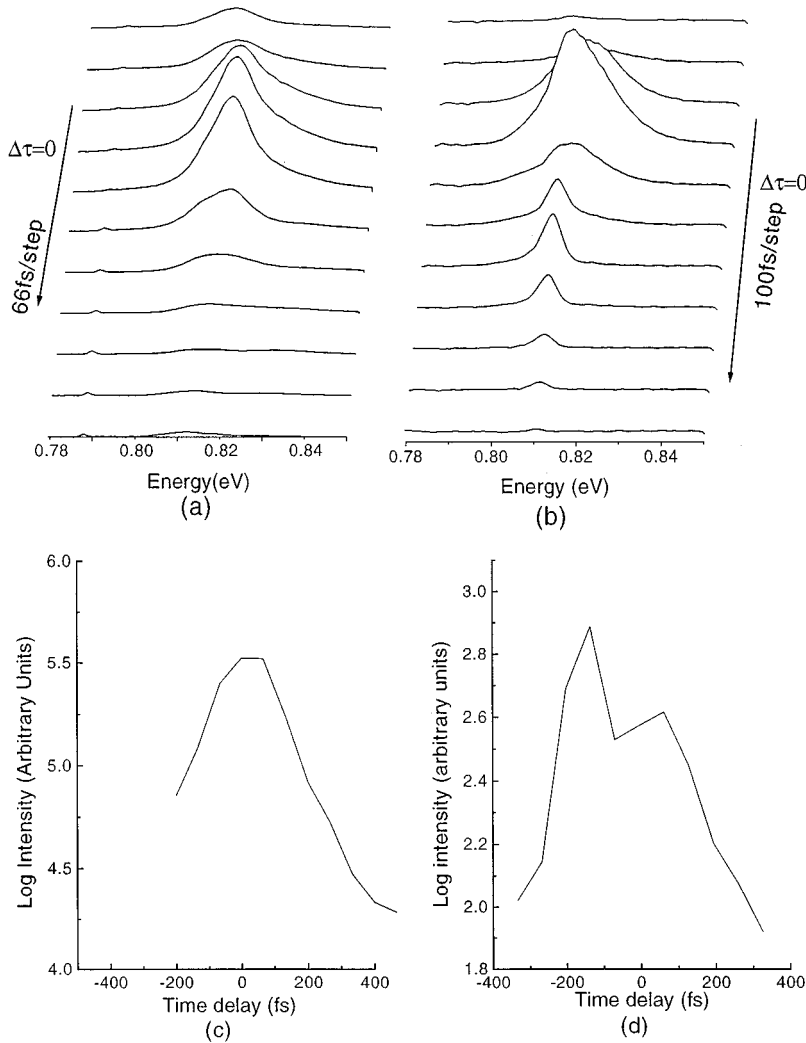 Δτ=0
66fs/step
0.78 0.80 0.82 0.84
Energy(eV)
(a)
Δτ=0
100fs/step
0.78 0.80 0.82 0.84
Energy (eV)
(b)
6.0
5.5
5.0
4.5
4.0
Log Intensity (Arbitrary Units)
-400 -200 0 200 400
Time delay (fs)
(c)
3.0
2.8
2.6
2.4
2.2
2.0
1.8
Log intensity (arbitrary units)
-400 -200 0 200 400
Time delay (fs)
(d)